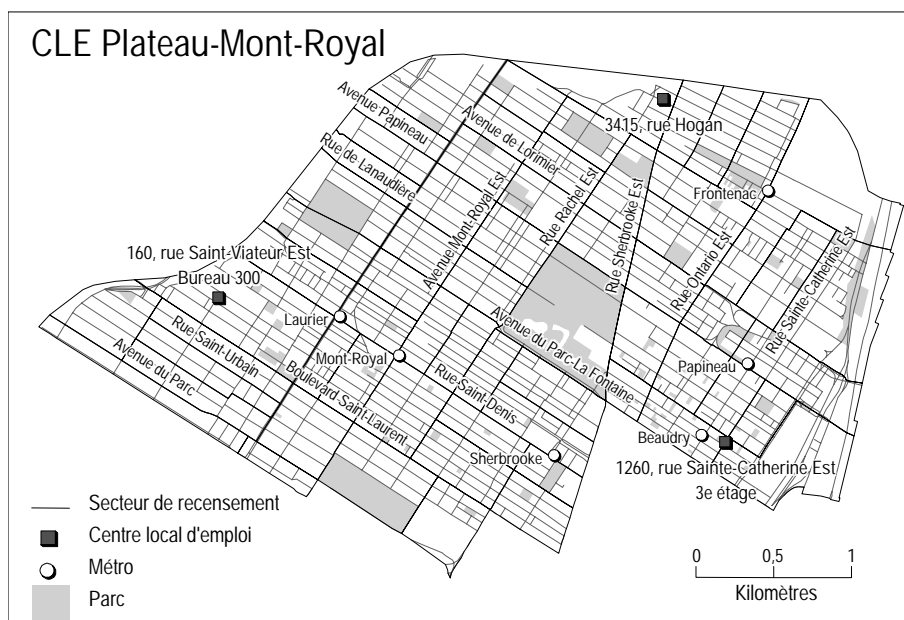 CLE Plateau-Mont-Royal
3415, rue Hogan
Avenue Papineau
Avenue de Lorimier
Rue de Lanaudière
Frontenac
Rue Rachel Est
Rue Sherbrooke Est
Avenue Mont-Royal Est
Rue Ontario Est
Rue Sainte-Catherine Est
160, rue Saint-Viateur Est
Bureau 300
Laurier
Avenue du Parc-La Fontaine
Rue Saint-Urbain
Mont-Royal
Papineau
Avenue du Parc
Boulevard Saint-Laurent
Rue Saint-Denis
Beaudry
Sherbrooke
1260, rue Sainte-Catherine Est
3e étage
Secteur de recensement
Centre local d'emploi
Métro
Parc
0 0,5 1
Kilomètres